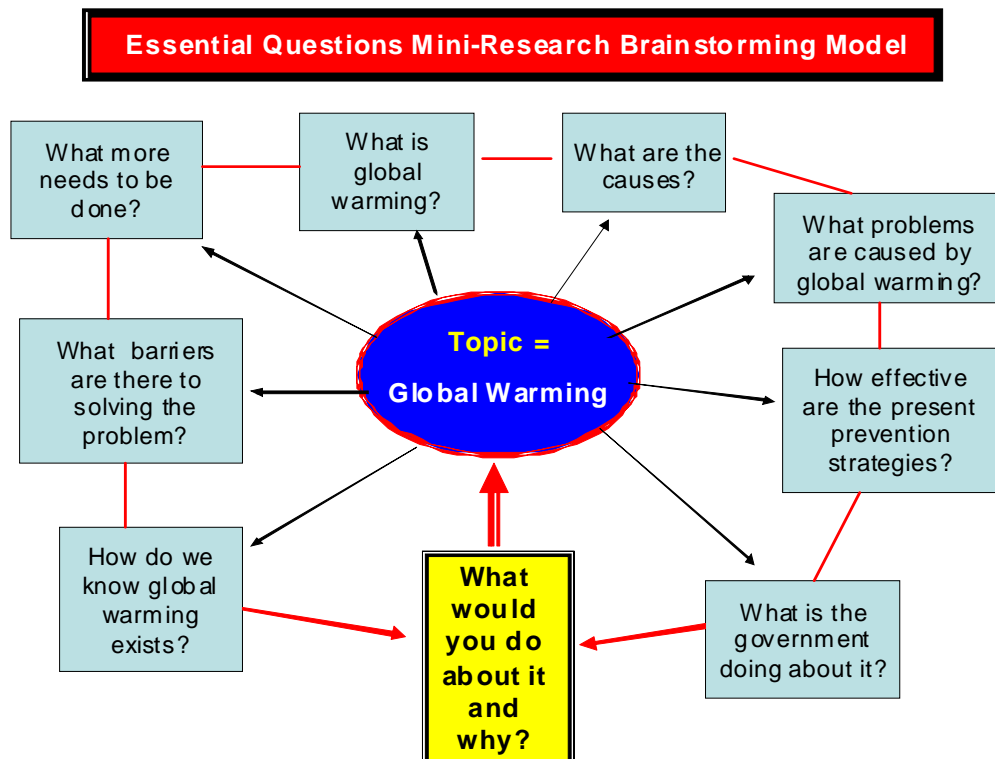 Essential Questions Mini-Research Brainstorming Model
What more
needs to be
done?
What is
global
warming?
What are the
causes?
What problems
are caused by
global warming?
Topic =
Global Warming
What barriers
are there to
solving the
problem?
How effective
are the present
prevention
strategies?
How do we
know global
warming
exists?
What
would
you do
about it
and
why?
What is the
government
doing about it?